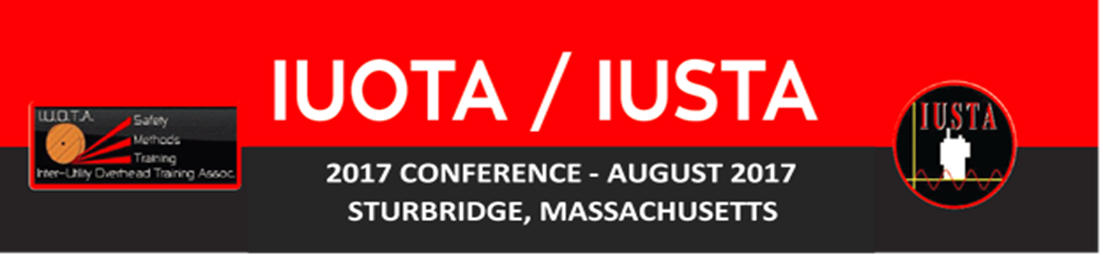 IUOTA / IUSTA
I.U.O.T.A.
Safety
Methods
Training
Inter-Utility Overhead Training Assoc.
IUSTA
2017 CONFERENCE - AUGUST 2017
STURBRIDGE, MASSACHUSETTS